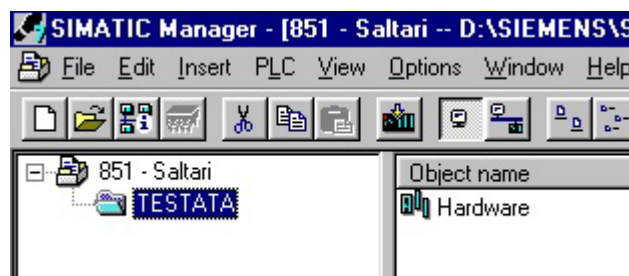 SIMATIC Manager - [851 - Saltari -- D:\SIEMENS\S
File Edit Insert PLC View Options Window Help
851 - Saltari
TESTATA
Object name
Hardware